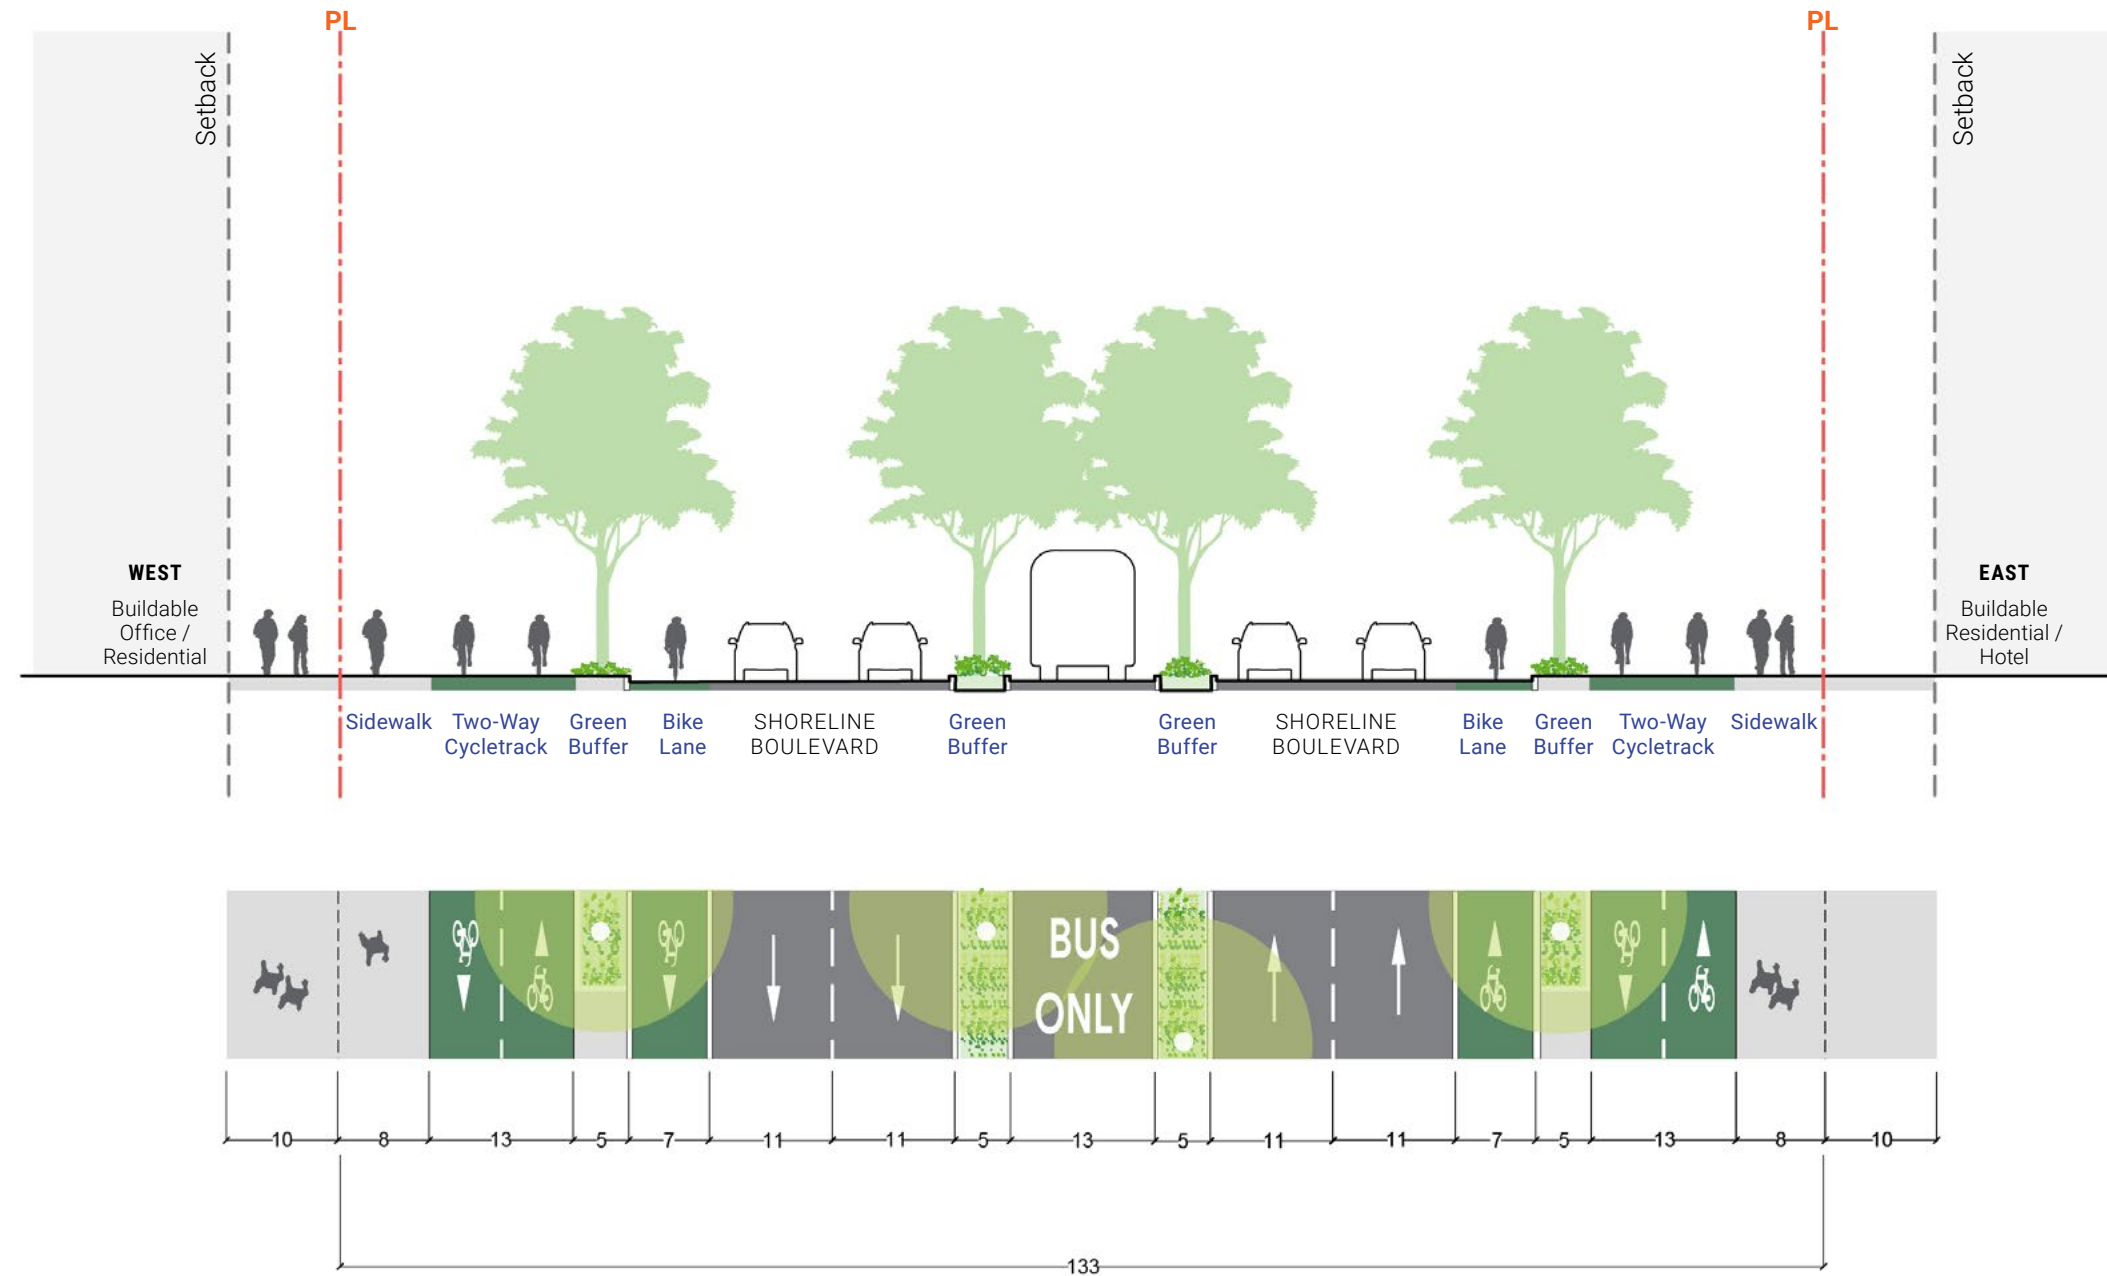 PL
PL
Setback
Setback
WEST
Buildable
Office /
Residential
EAST
Buildable
Residential /
Hotel
Sidewalk
Two-Way
Cycletrack
Green
Buffer
Bike
Lane
SHORELINE
BOULEVARD
Green
Buffer
Green
Buffer
SHORELINE
BOULEVARD
Bike
Lane
Green
Buffer
Two-Way
Cycletrack
Sidewalk
BUS
ONLY
10 8 13 5 7 11 11 5 13 5 11 11 7 5 13 8 10
133